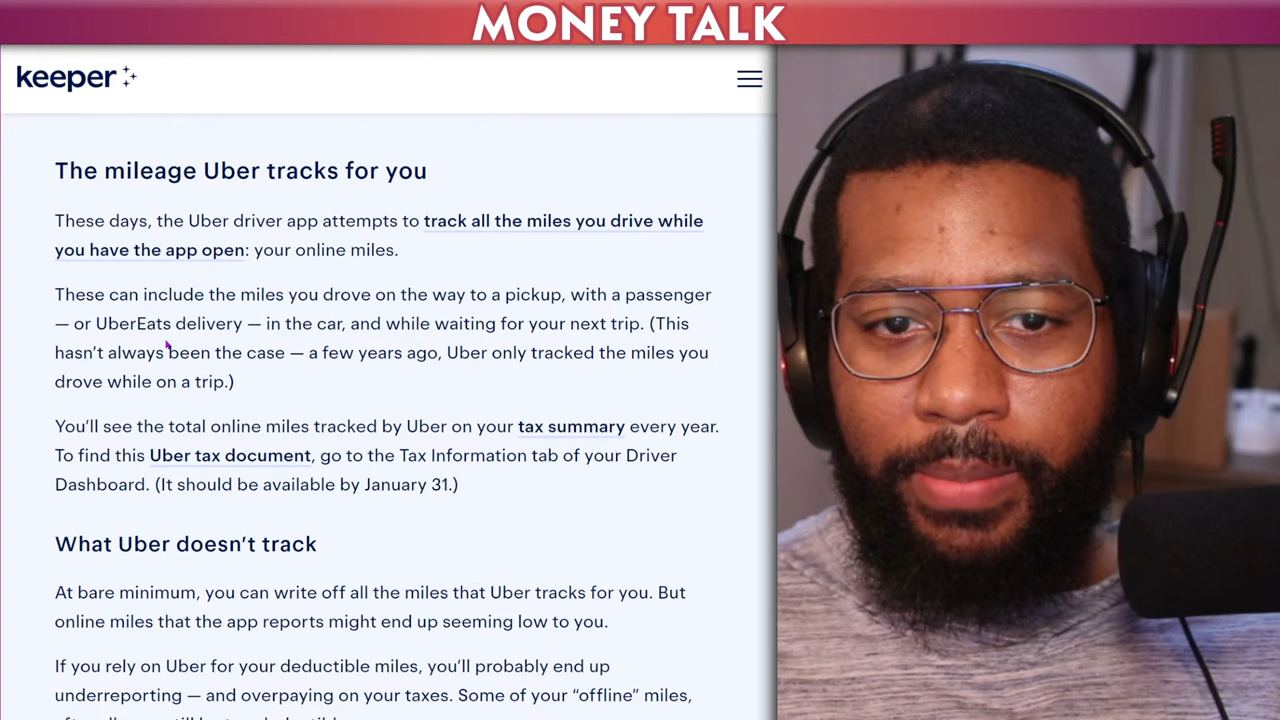 MONEY TALK
keeper
The mileage Uber tracks for you
These days, the Uber driver app attempts to track all the miles you drive while
you have the app open: your online miles.
These can include the miles you drove on the way to a pickup, with a passenger
— or UberEats delivery — in the car, and while waiting for your next trip. (This
hasn’t always been the case — a few years ago, Uber only tracked the miles you
drove while on a trip.)
You’ll see the total online miles tracked by Uber on your tax summary every year.
To find this Uber tax document, go to the Tax Information tab of your Driver
Dashboard. (It should be available by January 31.)
What Uber doesn’t track
At bare minimum, you can write off all the miles that Uber tracks for you. But
online miles that the app reports might end up seeming low to you.
If you rely on Uber for your deductible miles, you’ll probably end up
underreporting — and overpaying on your taxes. Some of your “offline” miles,